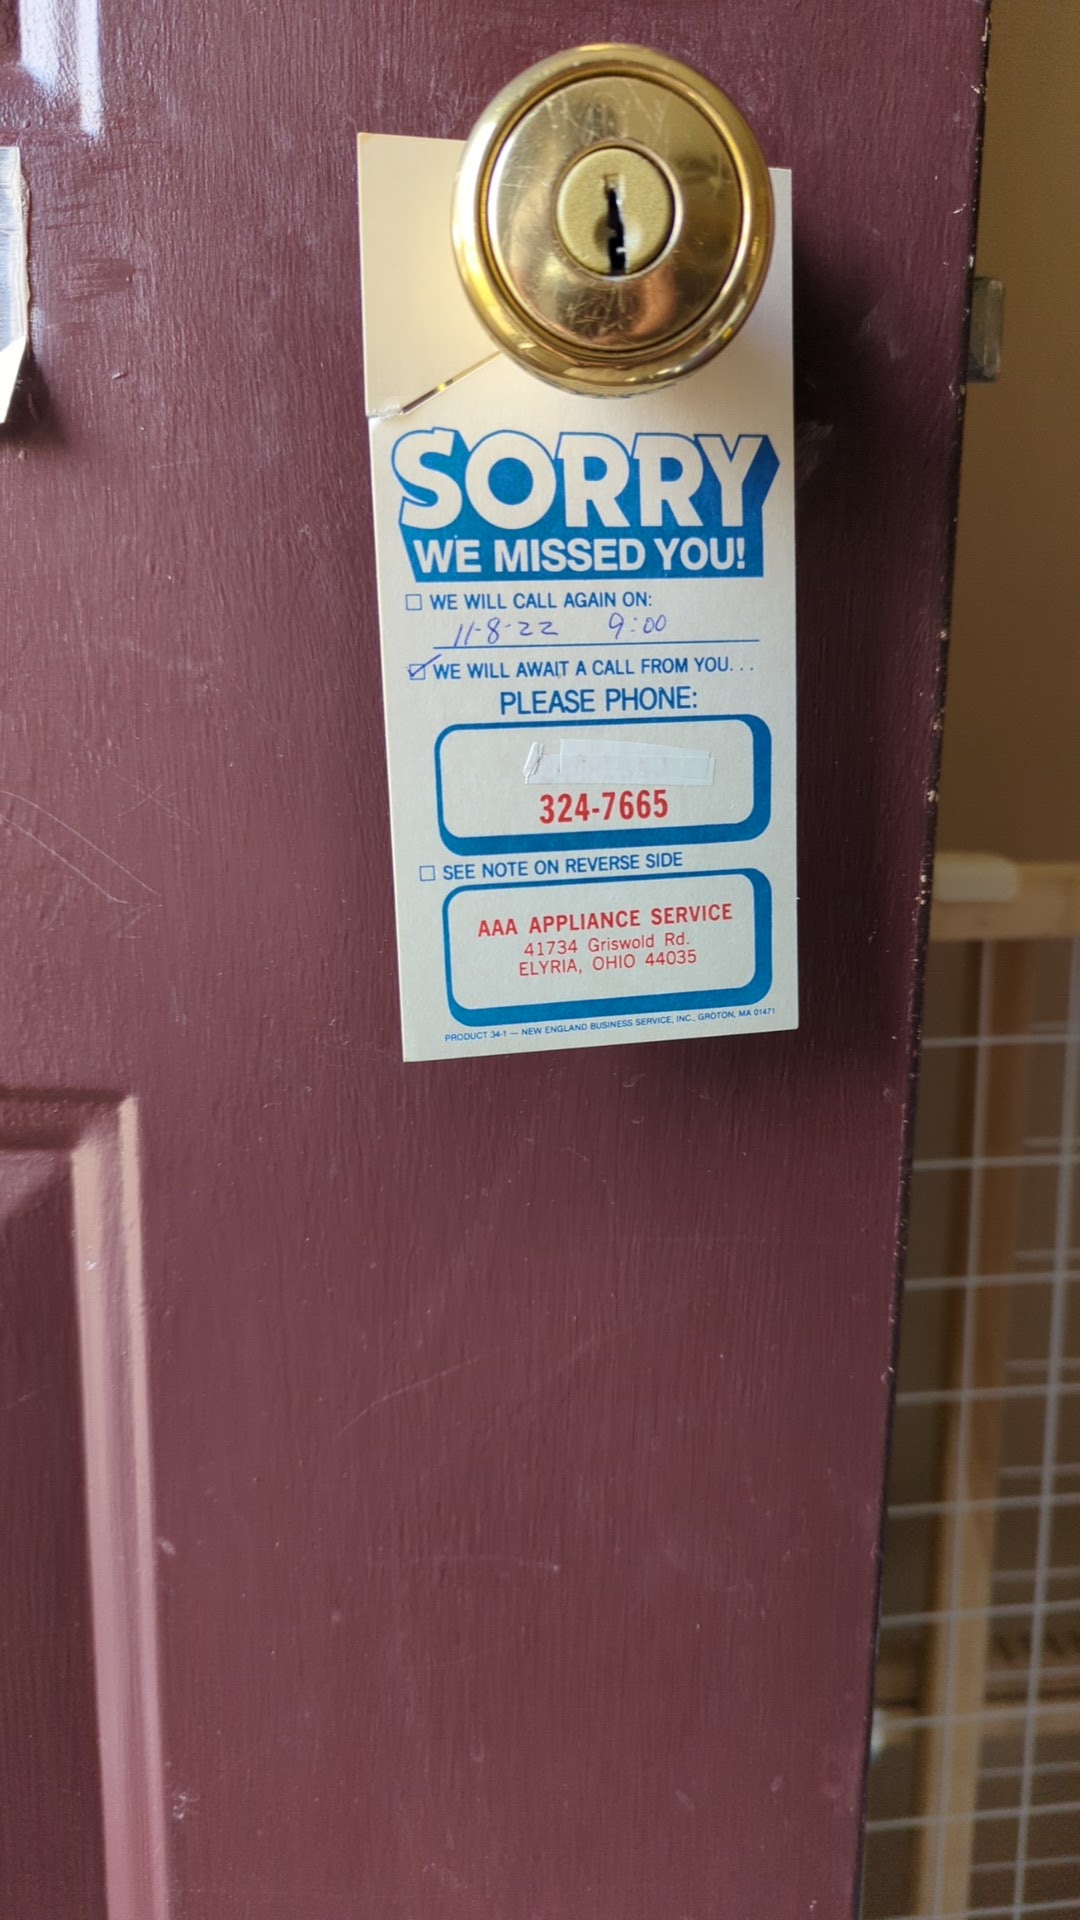 SORRY
WE MISSED YOU!
WE WILL CALL AGAIN ON:
11-8-22 9:00
WE WILL AWAIT A CALL FROM YOU...
PLEASE PHONE:
324-7665
SEE NOTE ON REVERSE SIDE
AAA APPLIANCE SERVICE
41734 Griswold Rd.
ELYRIA, OHIO 44035
PRODUCT 34-1 — NEW ENGLAND BUSINESS SERVICE, INC., GROTON, MA 01471